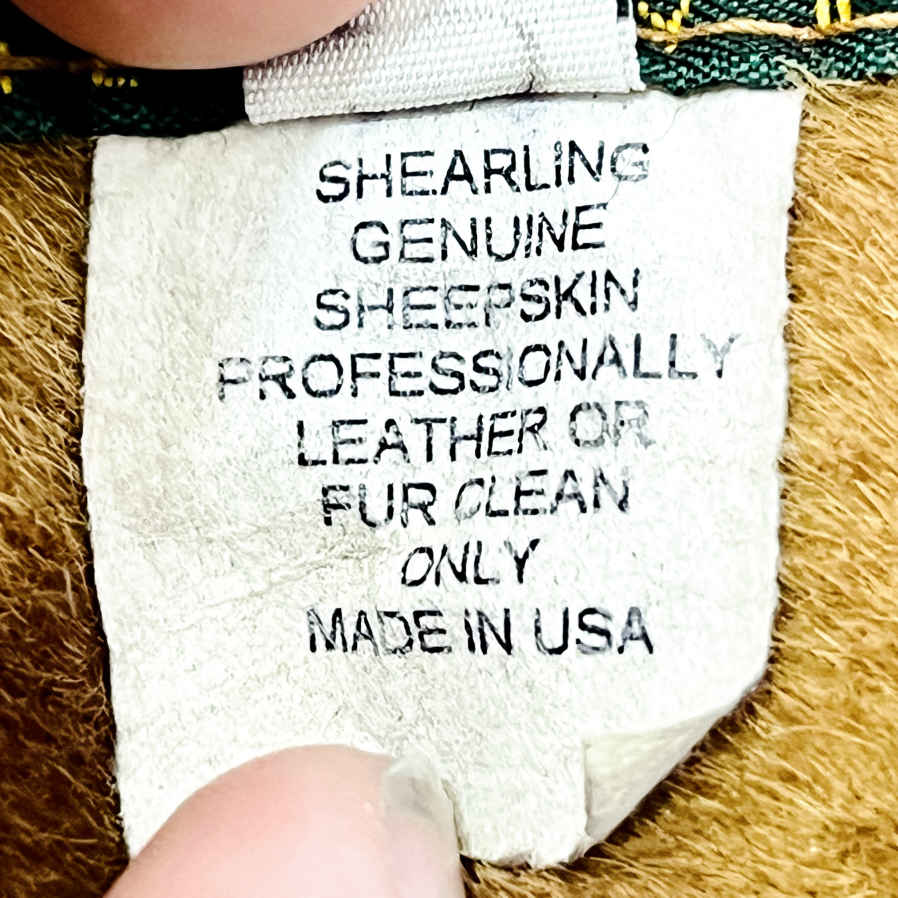 SHEARLING
GENUINE
SHEEPSKIN
PROFESSIONALLY
LEATHER OR
FUR CLEAN
ONLY
MADE IN USA